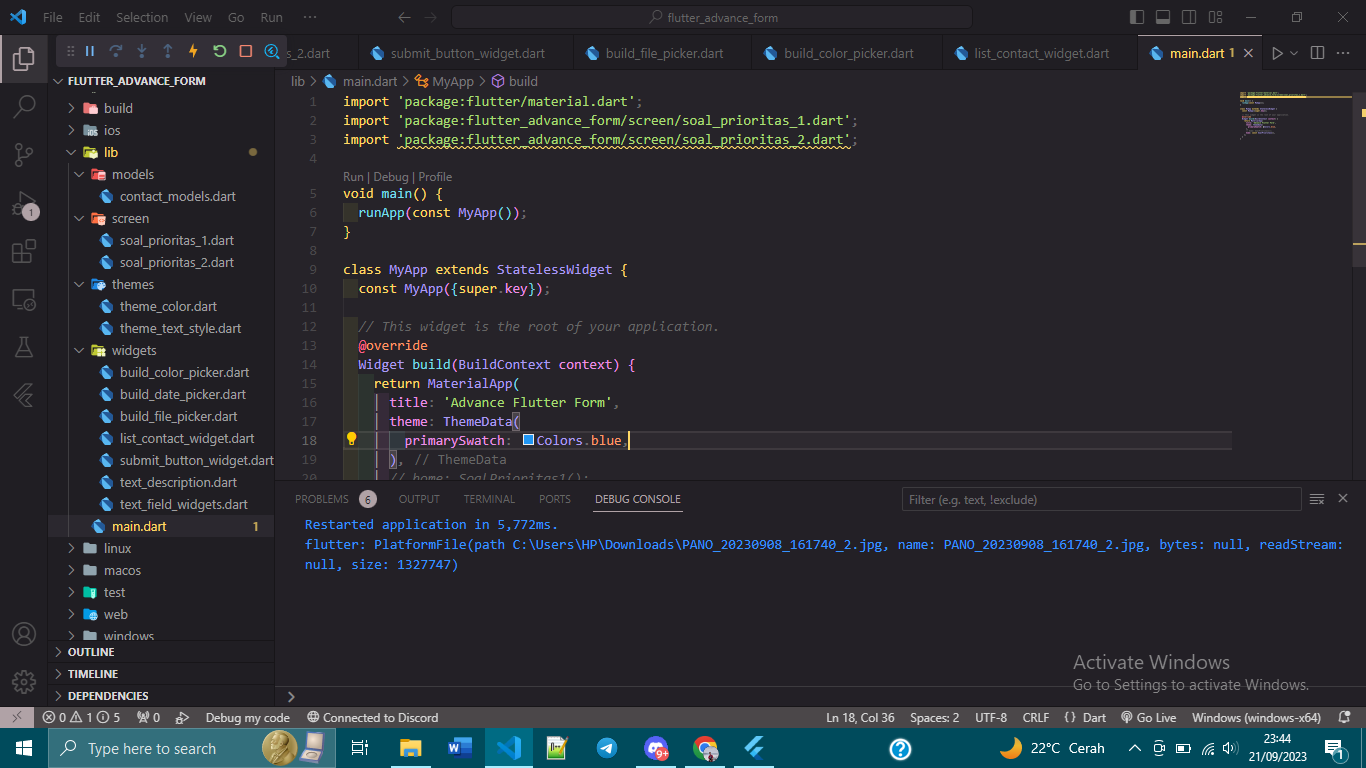 File Edit Selection View Go Run ··· flutter_advance_form
s_2.dart submit_button_widget.dart build_file_picker.dart build_color_picker.dart list_contact_widget.dart main.dart 1
FLUTTER_ADVANCE_FORM
build
ios
lib
models
contact_models.dart
screen
soal_prioritas_1.dart
soal_prioritas_2.dart
themes
theme_color.dart
theme_text_style.dart
widgets
build_color_picker.dart
build_date_picker.dart
build_file_picker.dart
list_contact_widget.dart
submit_button_widget.dart
text_description.dart
text_field_widgets.dart
main.dart 1
linux
macos
test
web
windows
OUTLINE
TIMELINE
DEPENDENCIES
1
lib > main.dart > MyApp > build
1 import 'package:flutter/material.dart';
2 import 'package:flutter_advance_form/screen/soal_prioritas_1.dart';
3 import 'package:flutter_advance_form/screen/soal_prioritas_2.dart';
4
Run | Debug | Profile
5 void main() {
6 runApp(const MyApp());
7 }
8
9 class MyApp extends StatelessWidget {
10 const MyApp({super.key});
11
12 // This widget is the root of your application.
13 @override
14 Widget build(BuildContext context) {
15 return MaterialApp(
16 title: 'Advance Flutter Form',
17 theme: ThemeData(
18 primarySwatch: Colors.blue,
19 ), // ThemeData
20 // home: SoalPrioritas1();
PROBLEMS 6 OUTPUT TERMINAL PORTS DEBUG CONSOLE Filter (e.g. text, !exclude)
Restarted application in 5,772ms.
flutter: PlatformFile(path C:\Users\HP\Downloads\PANO_20230908_161740_2.jpg, name: PANO_20230908_161740_2.jpg, bytes: null, readStream:
null, size: 1327747)
Activate Windows
Go to Settings to activate Windows.
0 1 5 0 Debug my code Connected to Discord Ln 18, Col 36 Spaces: 2 UTF-8 CRLF {} Dart Go Live Windows (windows-x64)
Type here to search 9+ 22°C Cerah 23:44
21/09/2023 1